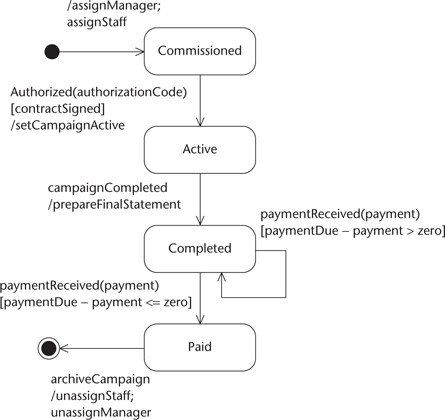 /assignManager;
assignStaff
Commissioned
Authorized(authorizationCode)
[contractSigned]
/setCampaignActive
Active
campaignCompleted
/prepareFinalStatement
paymentReceived(payment)
[paymentDue – payment > zero]
Completed
paymentReceived(payment)
[paymentDue – payment <= zero]
Paid
archiveCampaign
/unassignStaff;
unassignManager